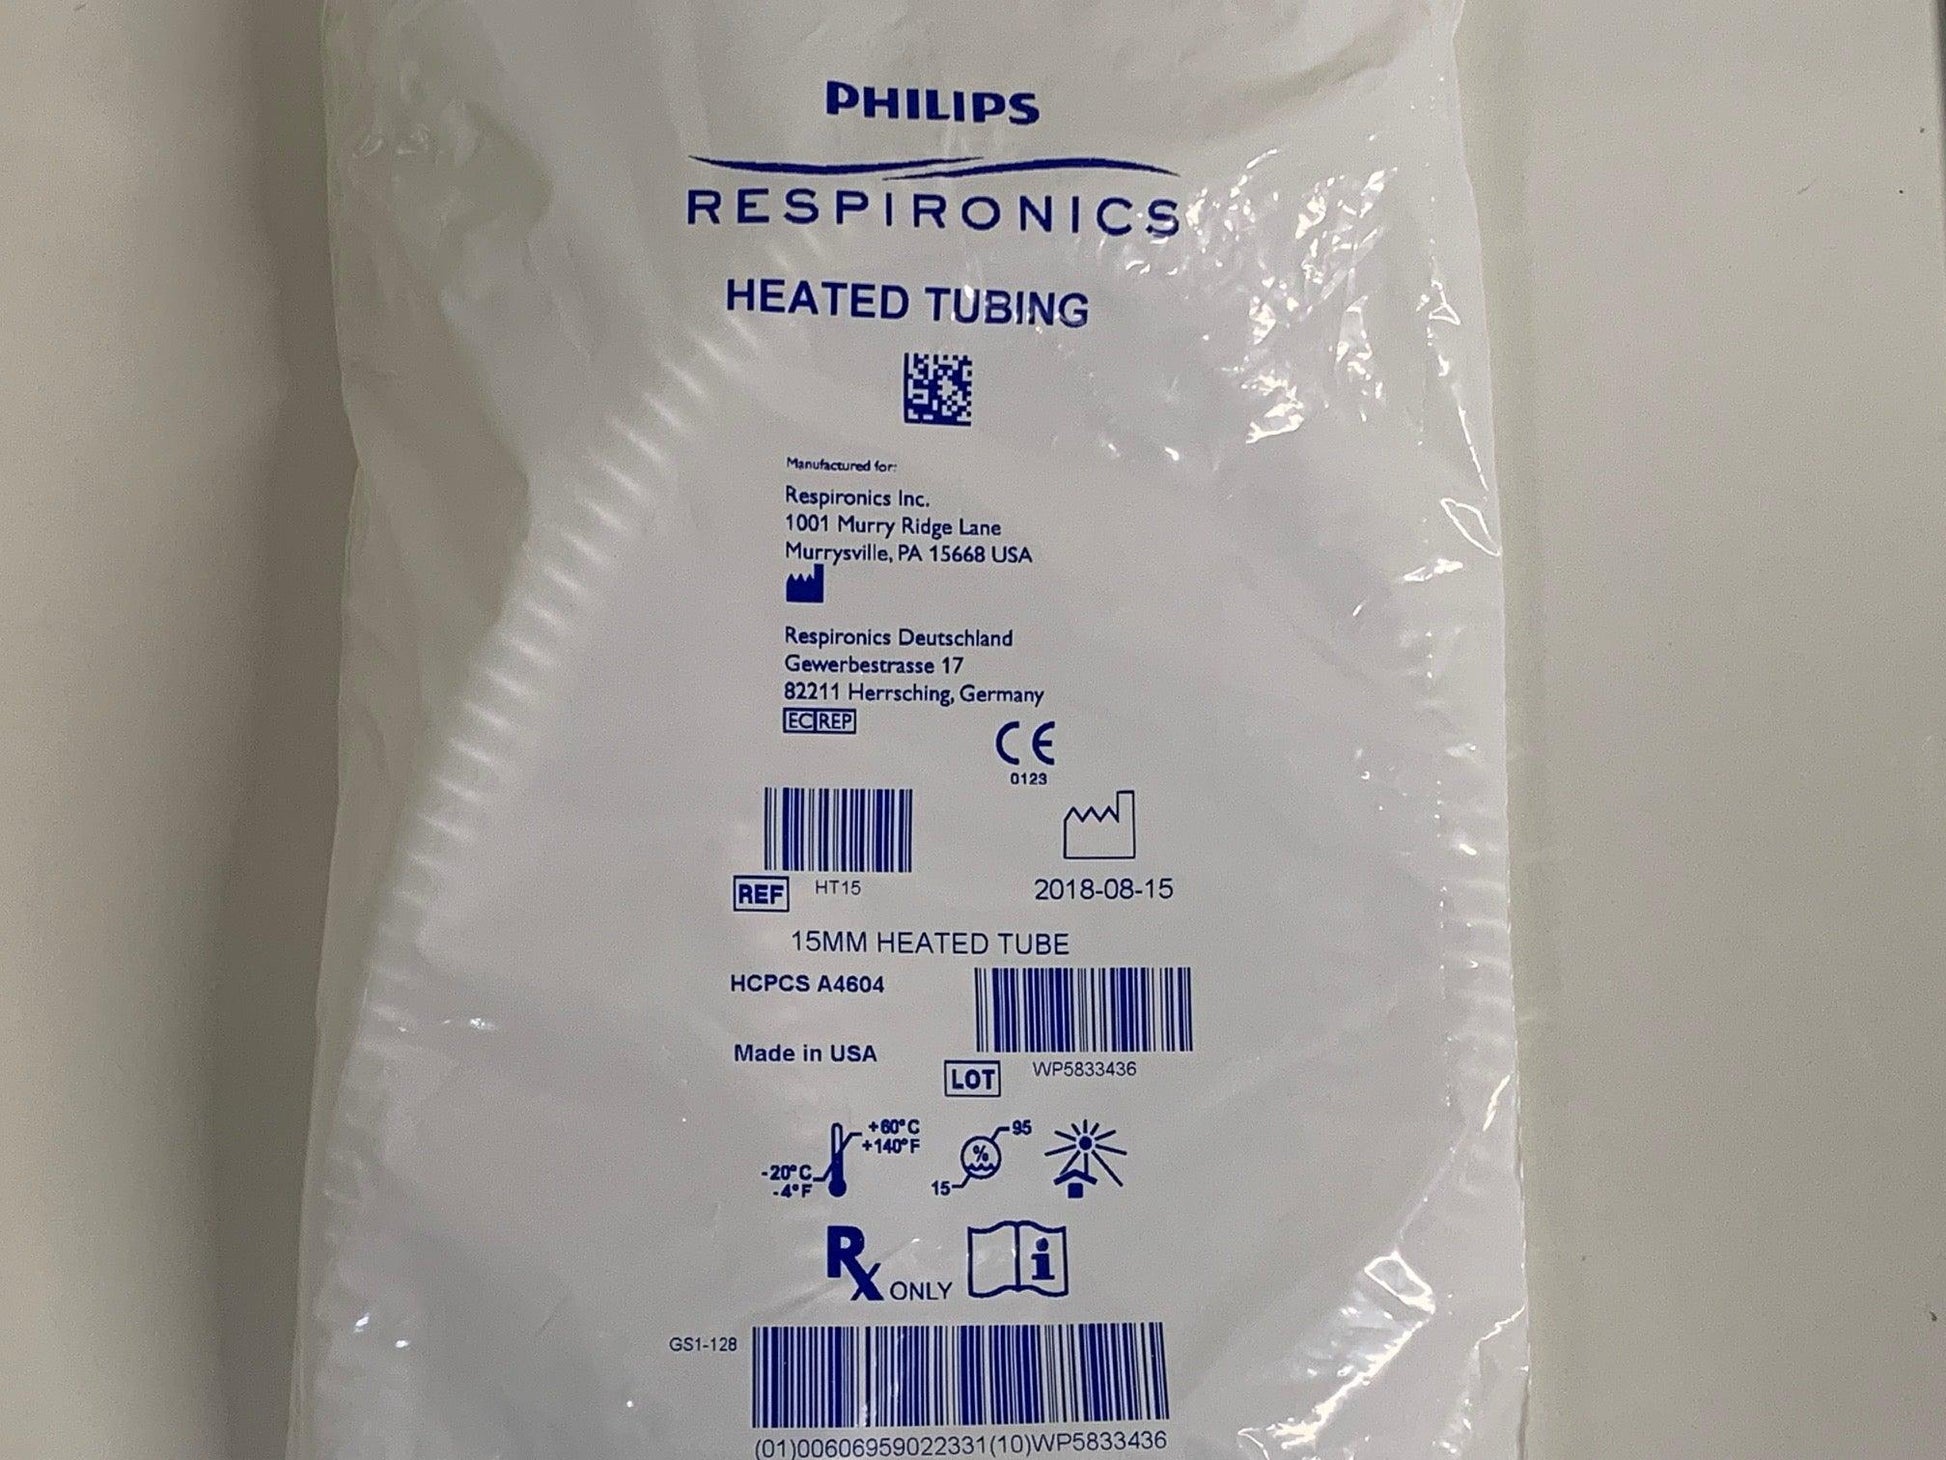 PHILIPS
RESPIRONICS
HEATED TUBING
Manufactured for:
Respironics Inc.
1001 Murry Ridge Lane
Murrysville, PA 15668 USA
Respironics Deutschland
Gewerbestrasse 17
82211 Herrsching, Germany
EC REP
CE
0123
REF HT15
2018-08-15
15MM HEATED TUBE
HCPCS A4604
Made in USA
LOT WP5833436
+60°C
+140°F
-20°C
-4°F
95
%
15
Rx ONLY
i
GS1-128
(01)00606959022331(10)WP5833436